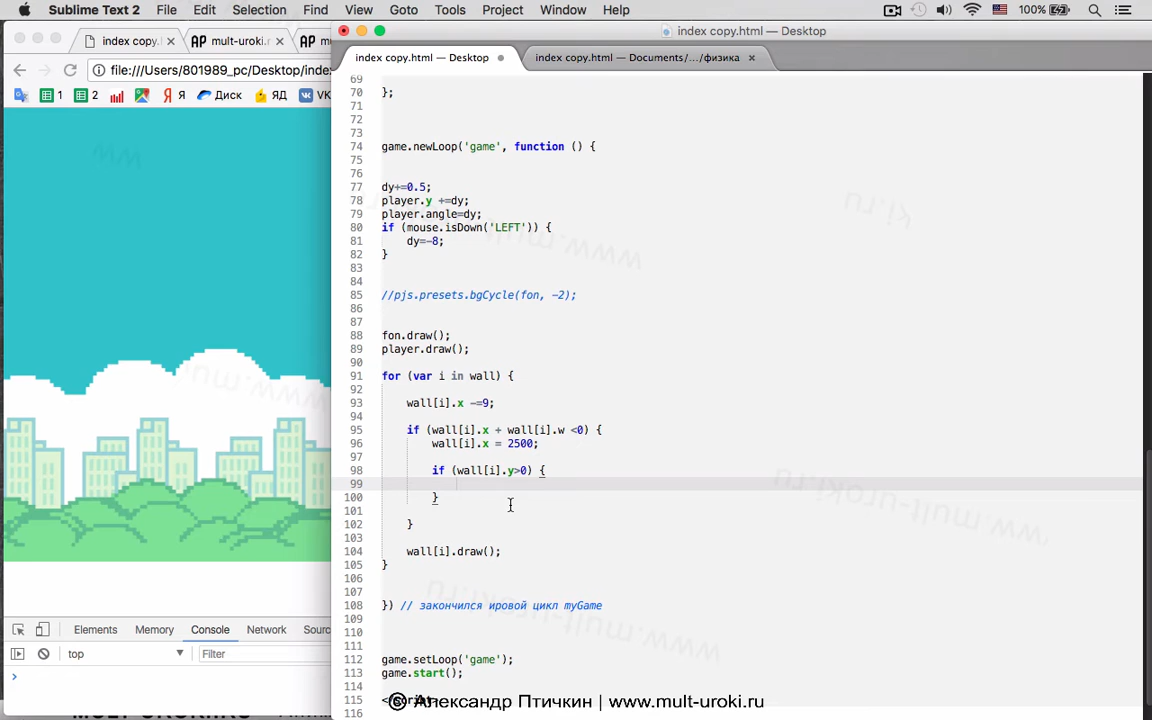 Sublime Text 2 File Edit Selection Find View Goto Tools Project Window Help 100%
index copy. mult-uroki.r
index copy.html — Desktop
index copy.html — Desktop index copy.html — Documents/.../физика
file:///Users/801989_pc/Desktop/inde
1 2 Я Диск ЯД VK
69
70 };
71
72
73
74 game.newLoop('game', function () {
75
76
77 dy+=0.5;
78 player.y +=dy;
79 player.angle=dy;
80 if (mouse.isDown('LEFT')) {
81 dy=-8;
82 }
83
84
85 //pjs.presets.bgCycle(fon, -2);
86
87
88 fon.draw();
89 player.draw();
90
91 for (var i in wall) {
92
93 wall[i].x -=9;
94
95 if (wall[i].x + wall[i].w <0) {
96 wall[i].x = 2500;
97
98 if (wall[i].y>0) {
99
100 }
101
102 }
103
104 wall[i].draw();
105 }
106
107
108 }) // закончился ировой цикл myGame
109
110
111
112 game.setLoop('game');
113 game.start();
114
115
116
Elements Memory Console Network Sourc
top Filter
© Александр Птичкин | www.mult-uroki.ru